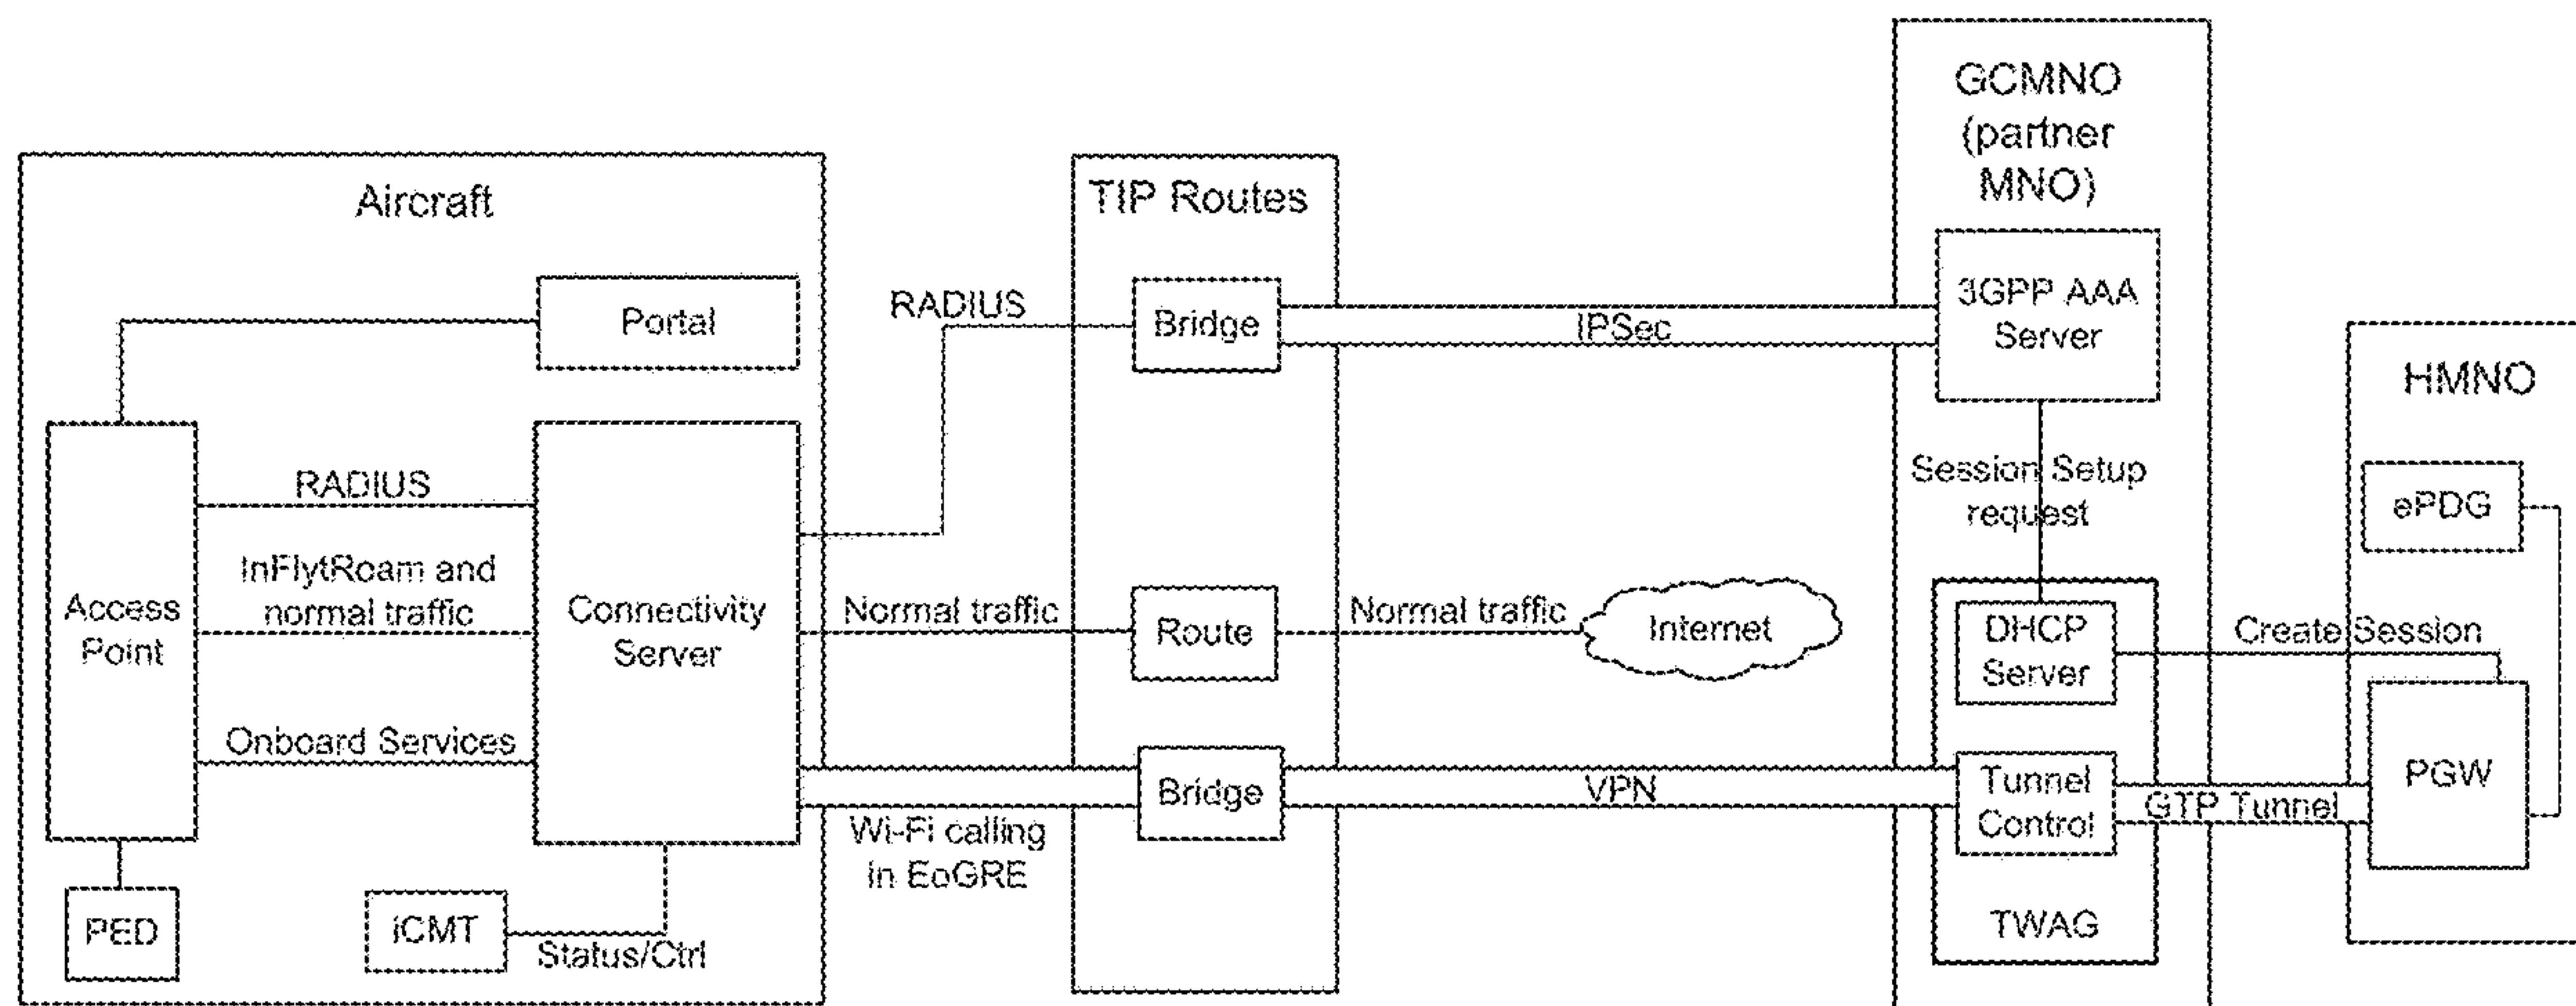 GCMNO
(partner
MNO)
Aircraft
TIP Routes
3GPP AAA
Server
Portal
RADIUS
Bridge
IPSec
HMNO
RADIUS
Session Setup
request
ePDG
InFlytRoam and
normal traffic
Access
Point
Connectivity
Server
Normal traffic
Route
Normal traffic
Internet
DHCP
Server
Create Session
Onboard Services
Bridge
VPN
Tunnel
Control
GTP Tunnel
PGW
Wi-Fi calling
in EoGRE
PED
iCMT
Status/Ctrl
TWAG